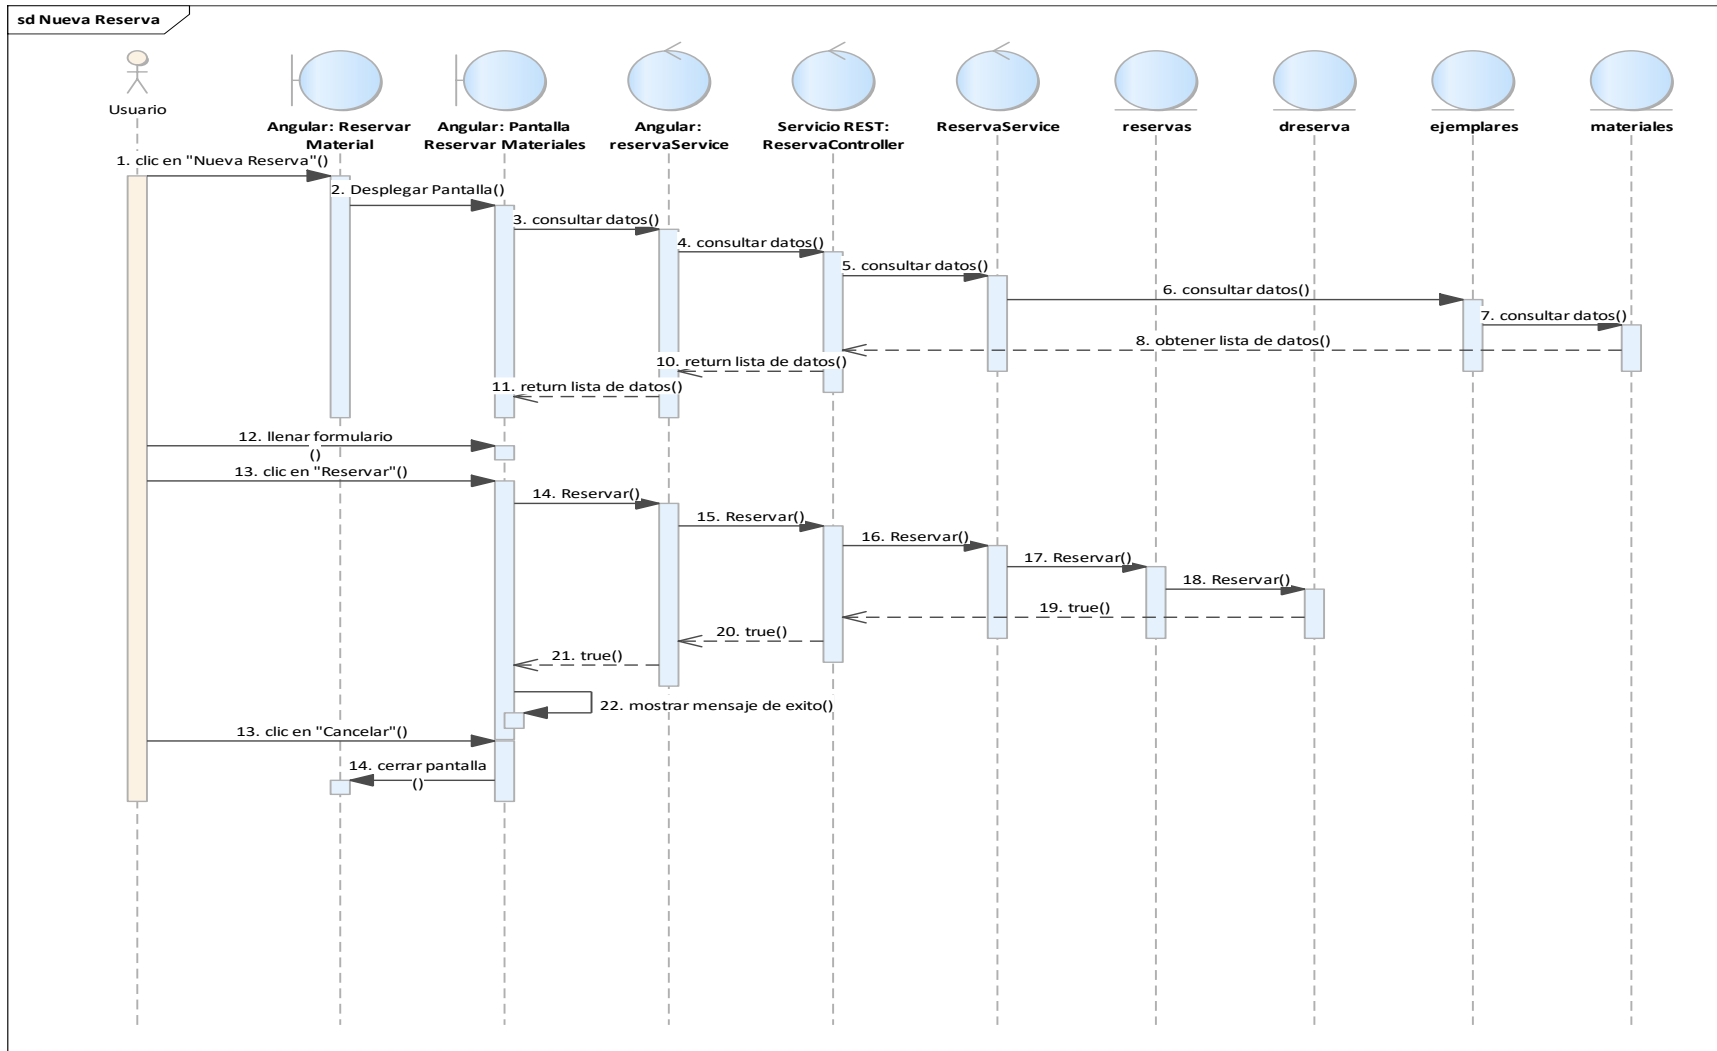 sd Nueva Reserva
Usuario
Angular: Reservar
Material
Angular: Pantalla
Reservar Materiales
Angular:
reservaService
Servicio REST:
ReservaController
ReservaService
reservas
dreserva
ejemplares
materiales
1. clic en "Nueva Reserva"()
2. Desplegar Pantalla()
3. consultar datos()
4. consultar datos()
5. consultar datos()
6. consultar datos()
7. consultar datos()
8. obtener lista de datos()
10. return lista de datos()
11. return lista de datos()
12. llenar formulario
()
13. clic en "Reservar"()
14. Reservar()
15. Reservar()
16. Reservar()
17. Reservar()
18. Reservar()
19. true()
20. true()
21. true()
22. mostrar mensaje de exito()
13. clic en "Cancelar"()
14. cerrar pantalla
()